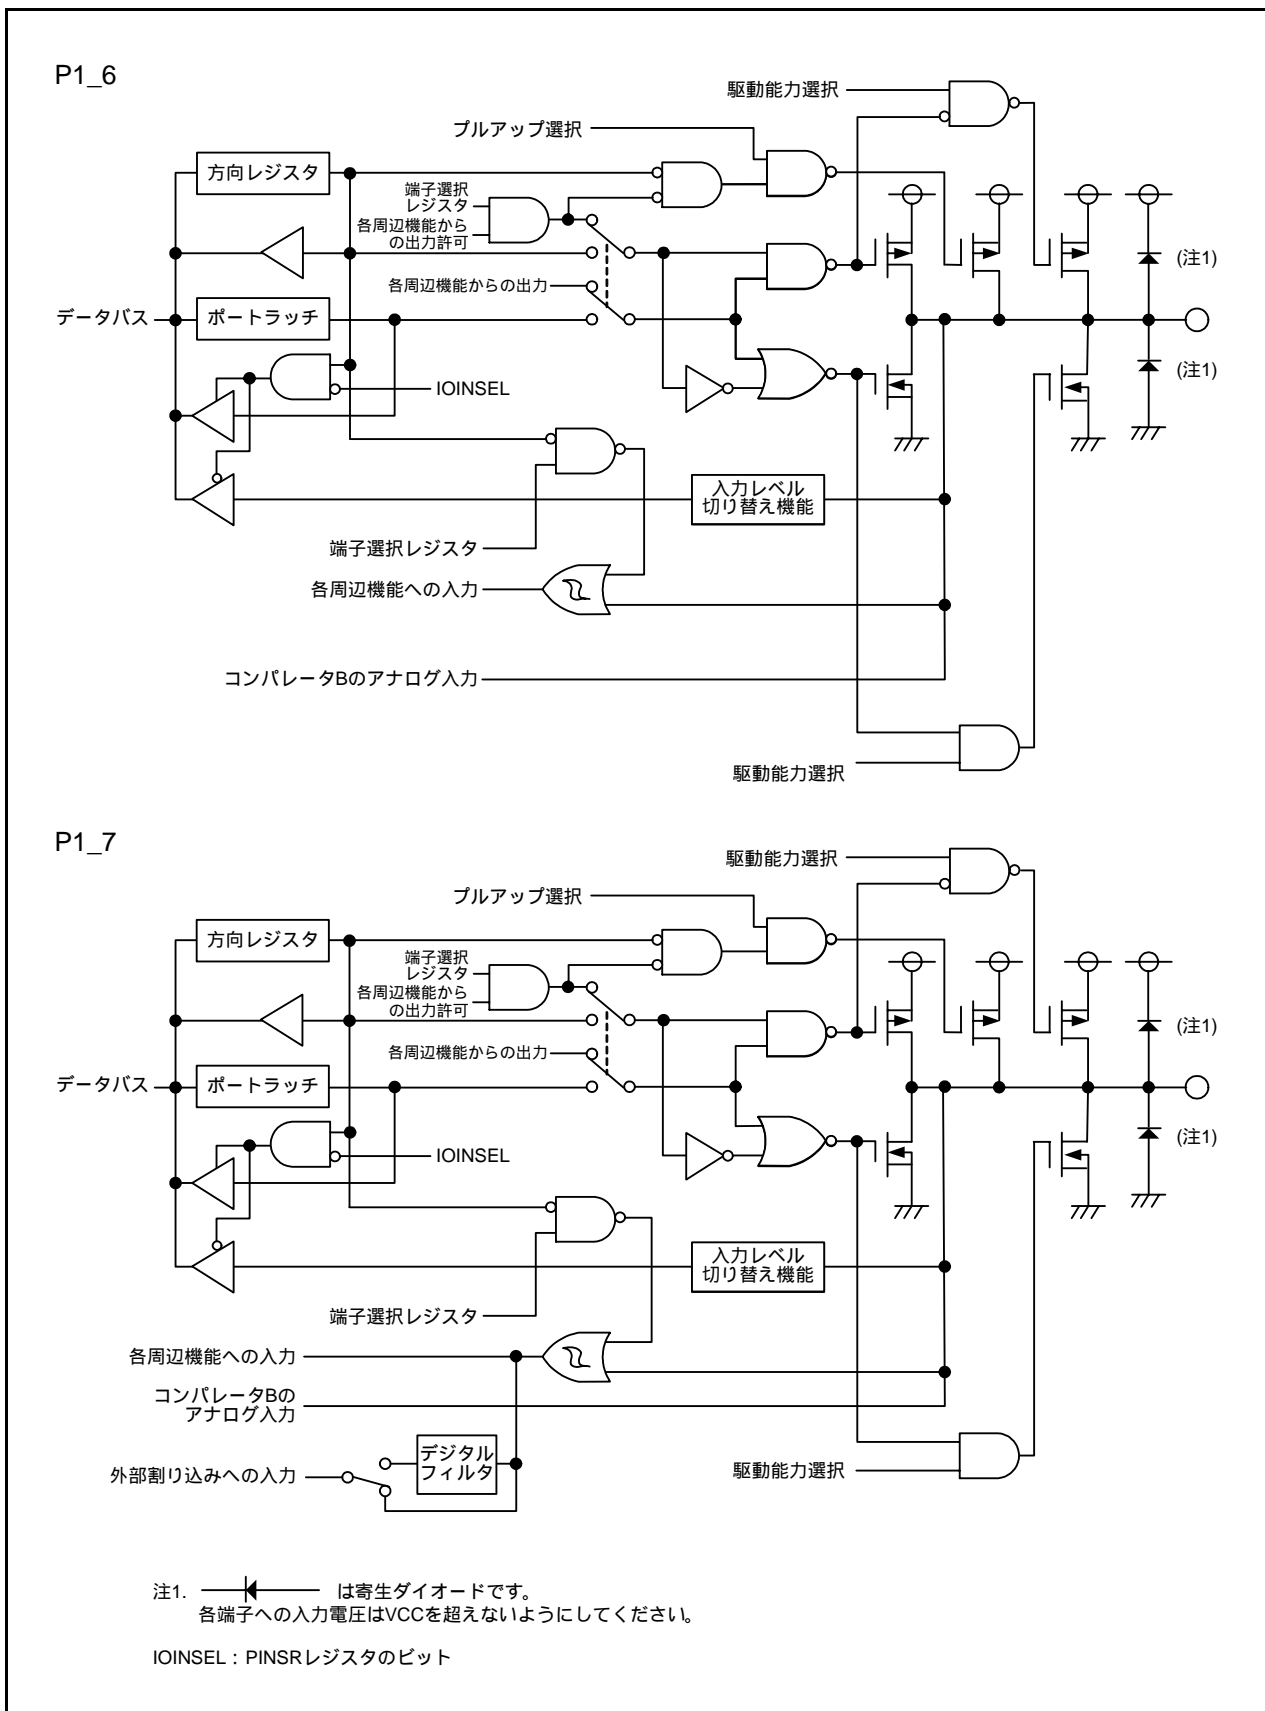 P1_6
駆動能力選択
プルアップ選択
方向レジスタ
端子選択
レジスタ
各周辺機能から
の出力許可
(注1)
各周辺機能からの出力
データバス
ポートラッチ
(注1)
IOINSEL
入力レベル
切り替え機能
端子選択レジスタ
各周辺機能への入力
コンパレータBのアナログ入力
駆動能力選択
P1_7
駆動能力選択
プルアップ選択
方向レジスタ
端子選択
レジスタ
各周辺機能から
の出力許可
(注1)
各周辺機能からの出力
データバス
ポートラッチ
(注1)
IOINSEL
入力レベル
切り替え機能
端子選択レジスタ
各周辺機能への入力
コンパレータBの
アナログ入力
デジタル
フィルタ
外部割り込みへの入力
駆動能力選択
注1. は寄生ダイオードです。
各端子への入力電圧はVCCを超えないようにしてください。
IOINSEL：PINSRレジスタのビット